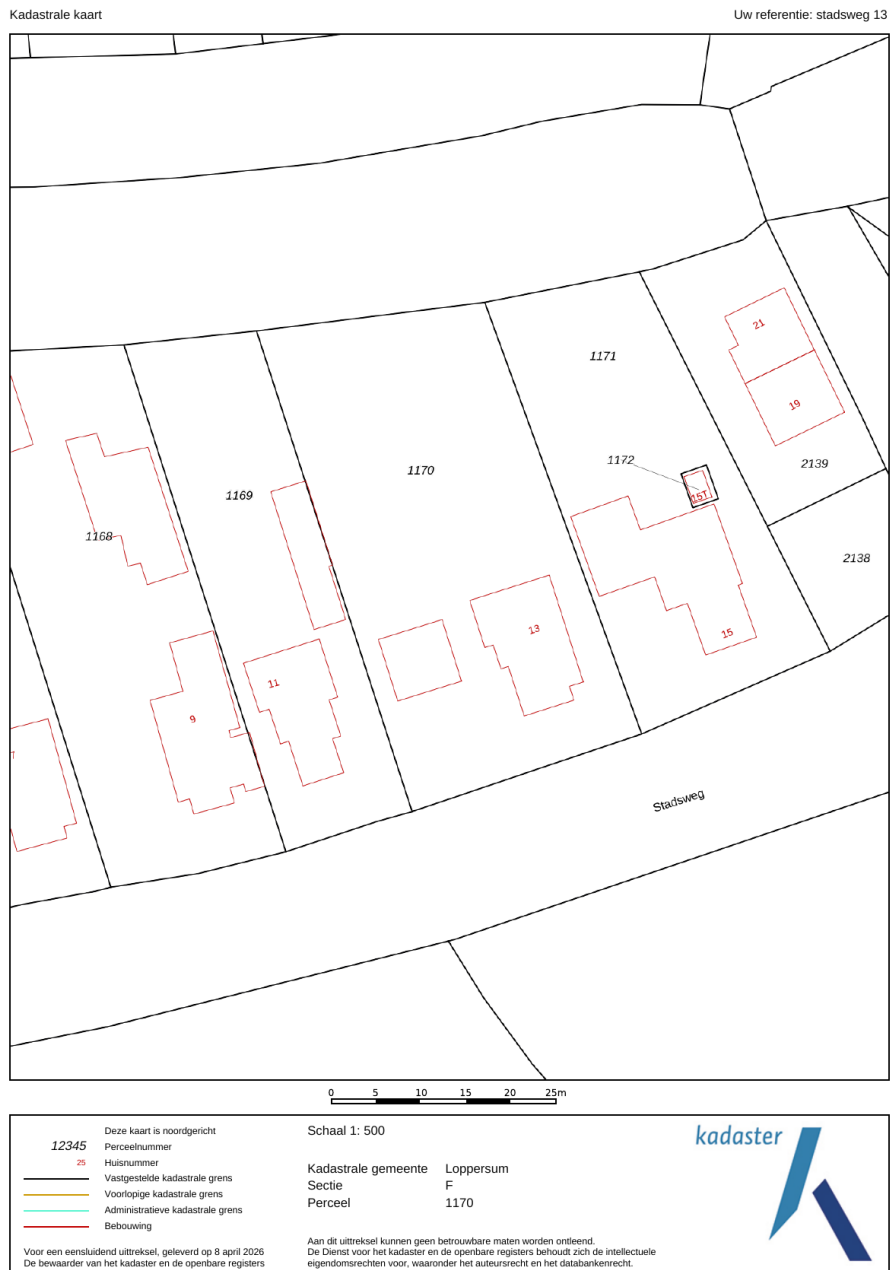 Kadastrale kaart
Uw referentie: stadsweg 13
21
1171
19
1172
2139
1170
15T
1169
1168
2138
13
15
11
9
7
Stadsweg
0 5 10 15 20 25m
Deze kaart is noordgericht
12345 Perceelnummer
25 Huisnummer
Vastgestelde kadastrale grens
Voorlopige kadastrale grens
Administratieve kadastrale grens
Bebouwing
Voor een eensluidend uittreksel, geleverd op 8 april 2026
De bewaarder van het kadaster en de openbare registers
Schaal 1: 500
Kadastrale gemeente Loppersum
Sectie F
Perceel 1170
Aan dit uittreksel kunnen geen betrouwbare maten worden ontleend.
De Dienst voor het kadaster en de openbare registers behoudt zich de intellectuele
eigendomsrechten voor, waaronder het auteursrecht en het databankenrecht.
kadaster